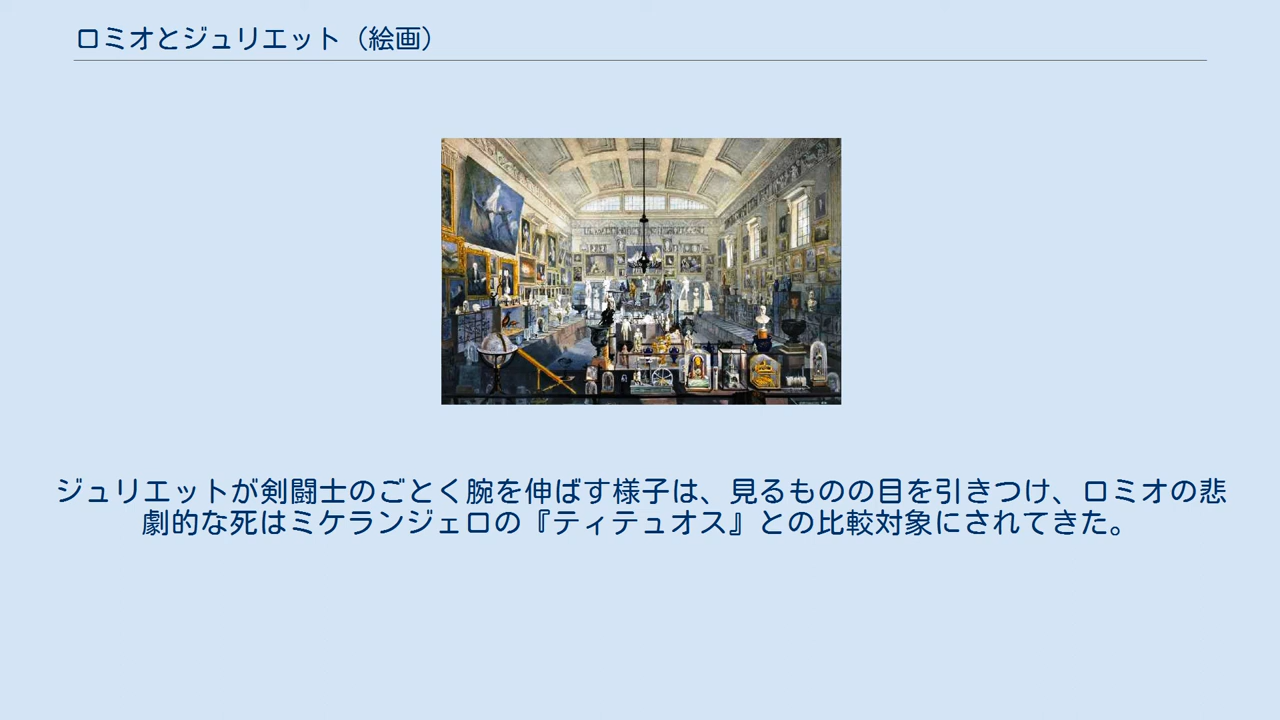 ロミオとジュリエット（絵画）
ジュリエットが剣闘士のごとく腕を伸ばす様子は、見るものの目を引きつけ、ロミオの悲
劇的な死はミケランジェロの『ティテュオス』との比較対象にされてきた。